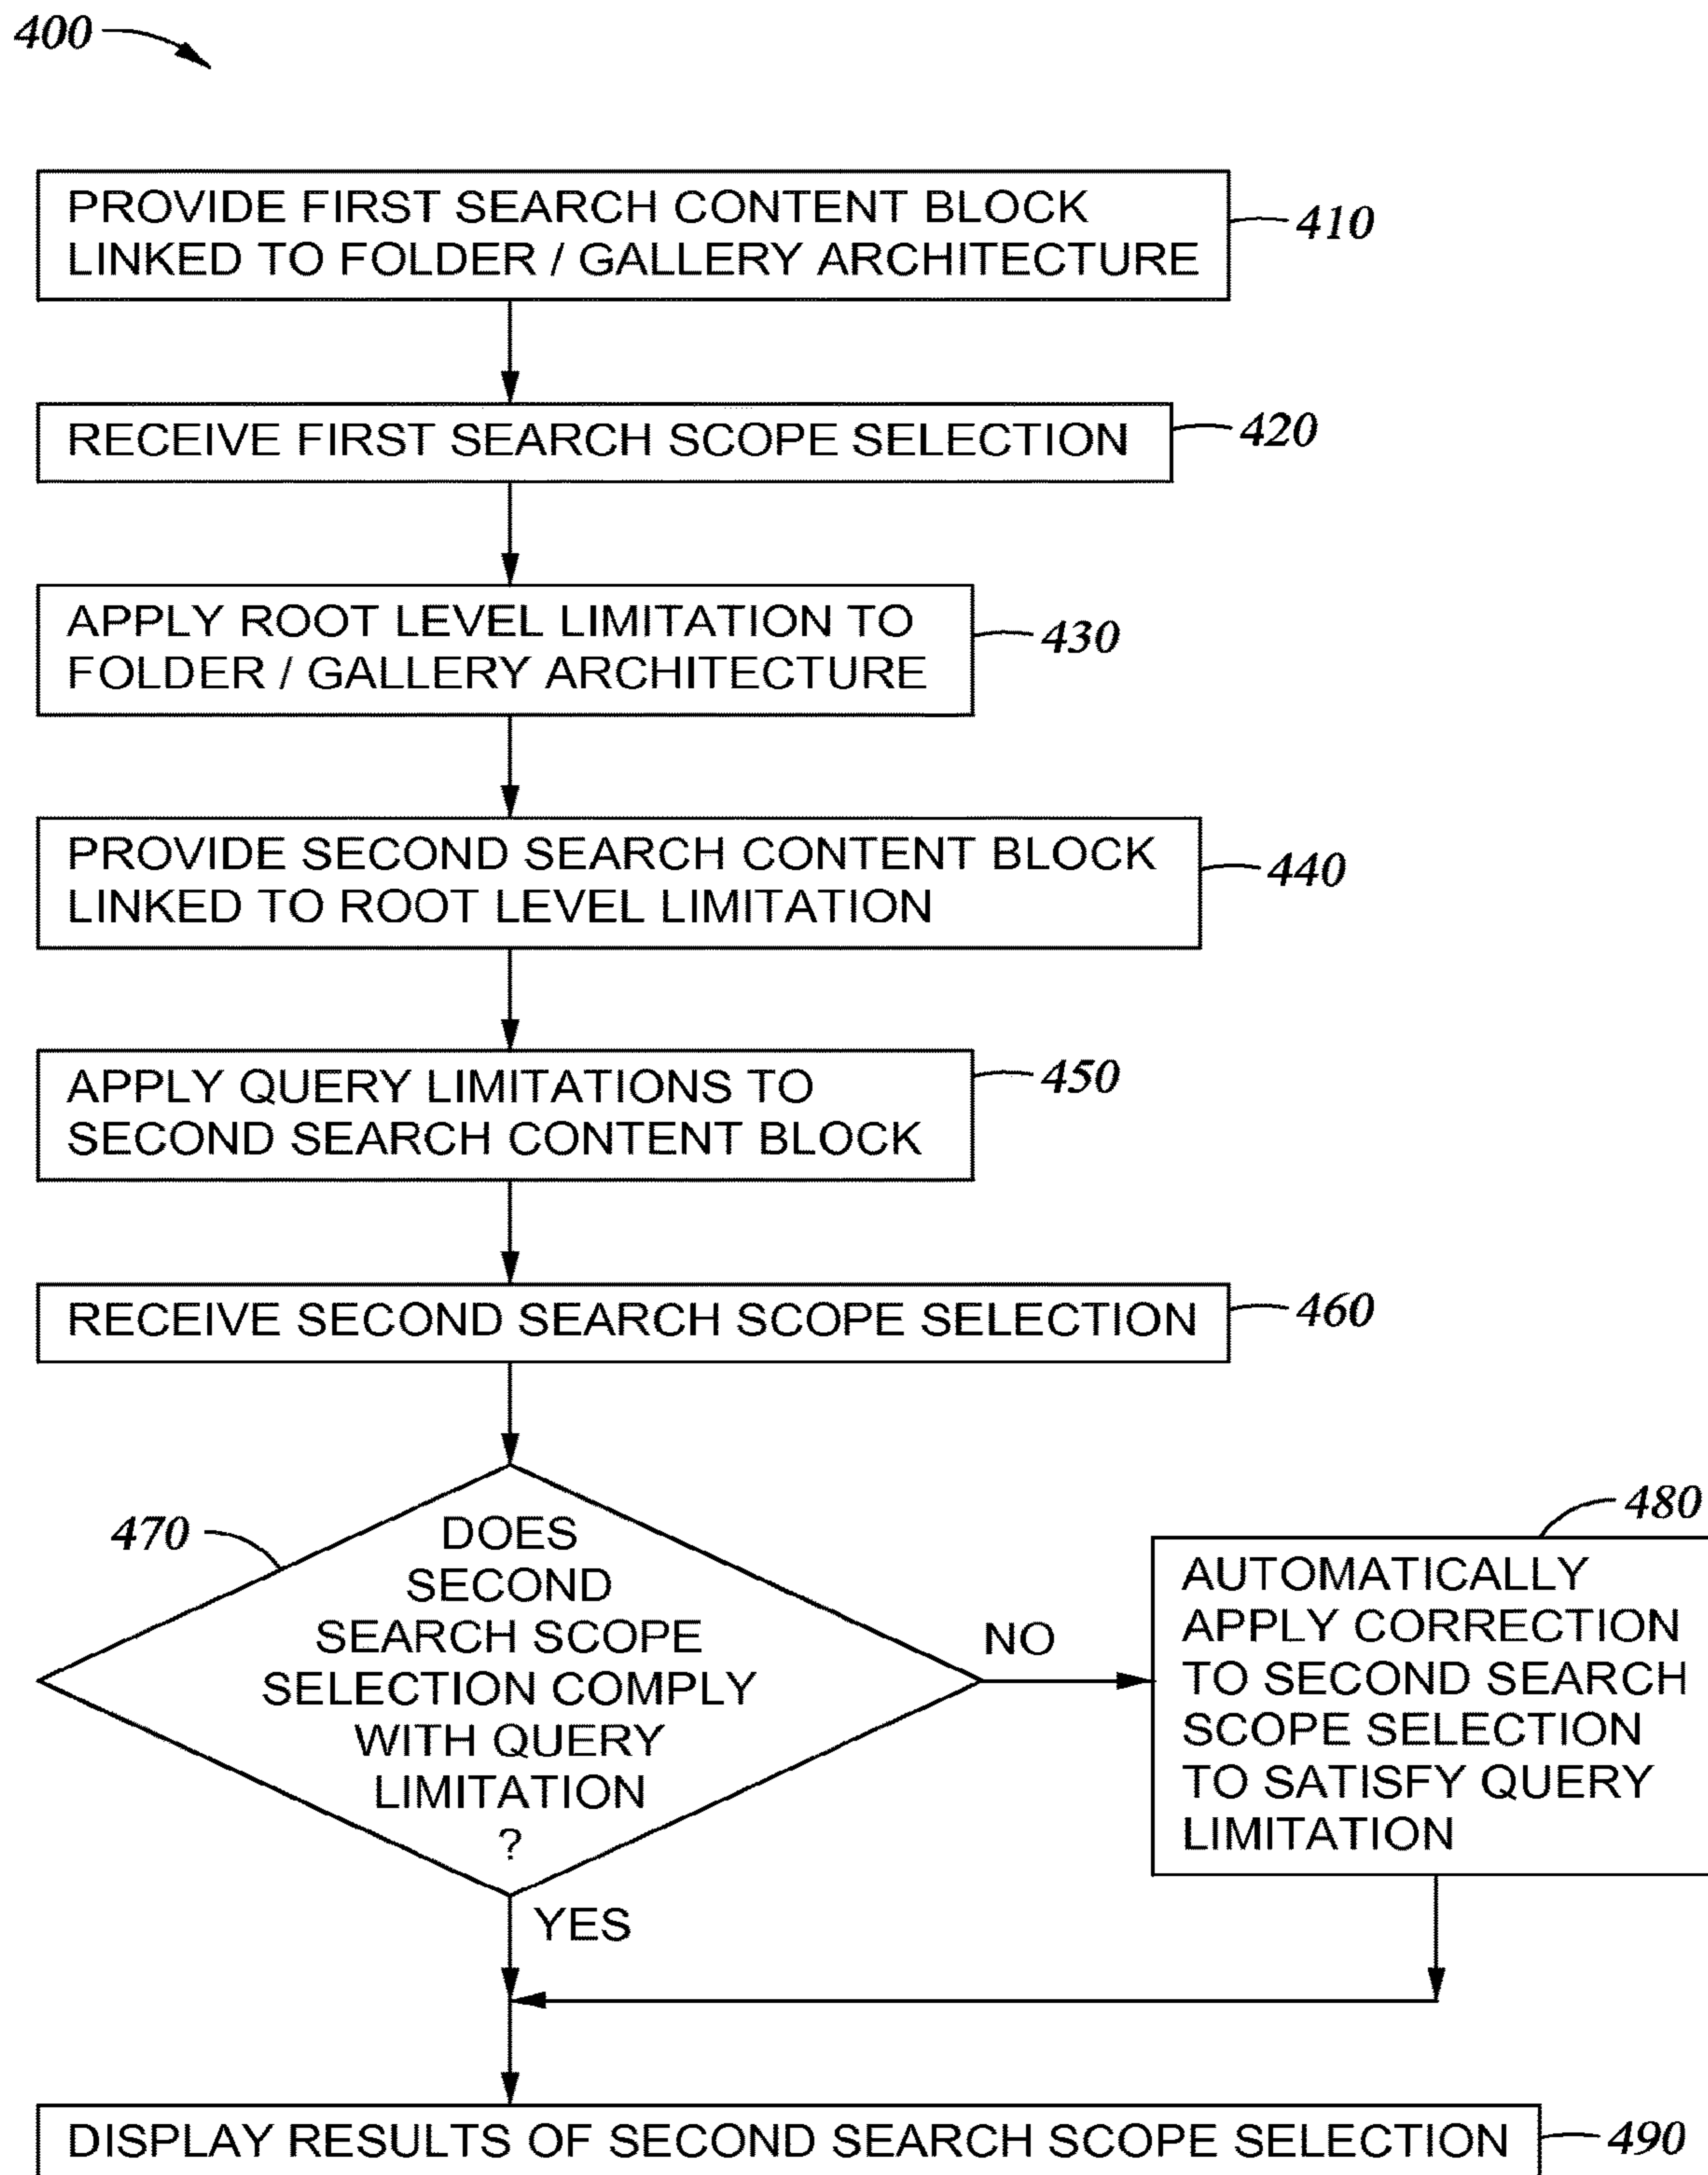 400
PROVIDE FIRST SEARCH CONTENT BLOCK
LINKED TO FOLDER / GALLERY ARCHITECTURE
410
RECEIVE FIRST SEARCH SCOPE SELECTION
420
APPLY ROOT LEVEL LIMITATION TO
FOLDER / GALLERY ARCHITECTURE
430
PROVIDE SECOND SEARCH CONTENT BLOCK
LINKED TO ROOT LEVEL LIMITATION
440
APPLY QUERY LIMITATIONS TO
SECOND SEARCH CONTENT BLOCK
450
RECEIVE SECOND SEARCH SCOPE SELECTION
460
470
DOES
SECOND
SEARCH SCOPE
SELECTION COMPLY
WITH QUERY
LIMITATION
?
NO
480
AUTOMATICALLY
APPLY CORRECTION
TO SECOND SEARCH
SCOPE SELECTION
TO SATISFY QUERY
LIMITATION
YES
DISPLAY RESULTS OF SECOND SEARCH SCOPE SELECTION
490